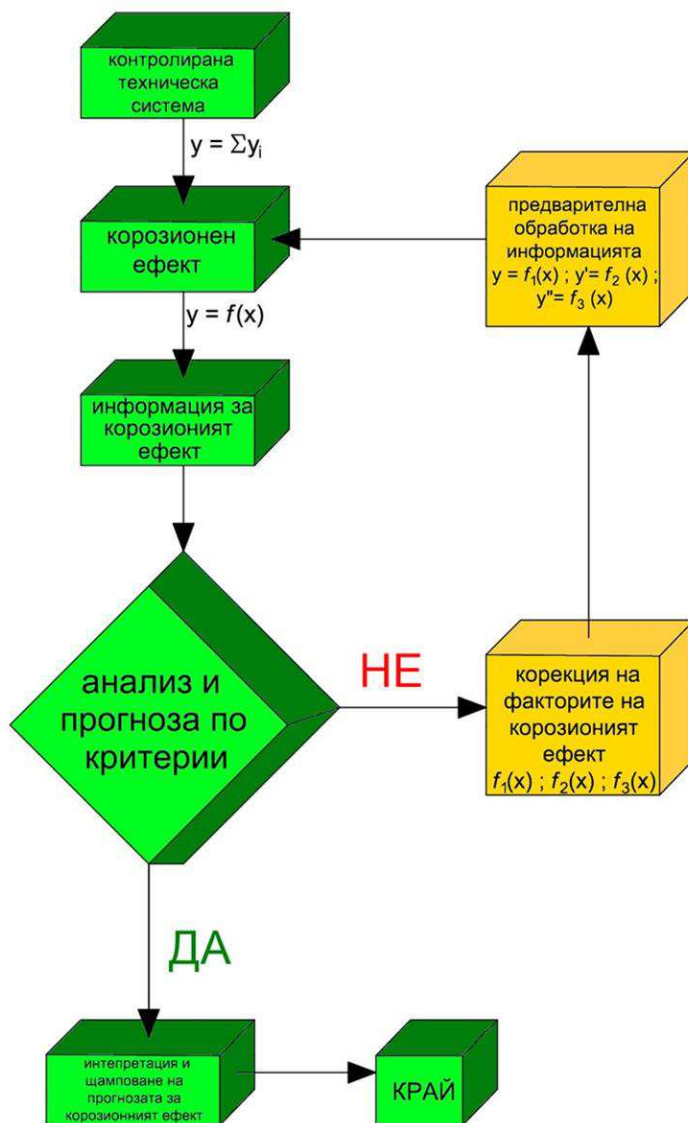 контролирана
техническа
система
y = Σyᵢ
корозионен
ефект
y = f(x)
информация за
корозионият
ефект
анализ и
прогноза по
критерии
НЕ
корекция на
факторите на
корозионият
ефект
f₁(x) ; f₂(x) ; f₃(x)
предварителна
обработка на
информацията
y = f₁(x) ; y'= f₂ (x) ;
y''= f₃ (x)
ДА
интепретация и
щамповане на
прогнозата за
корозионният ефект
КРАЙ